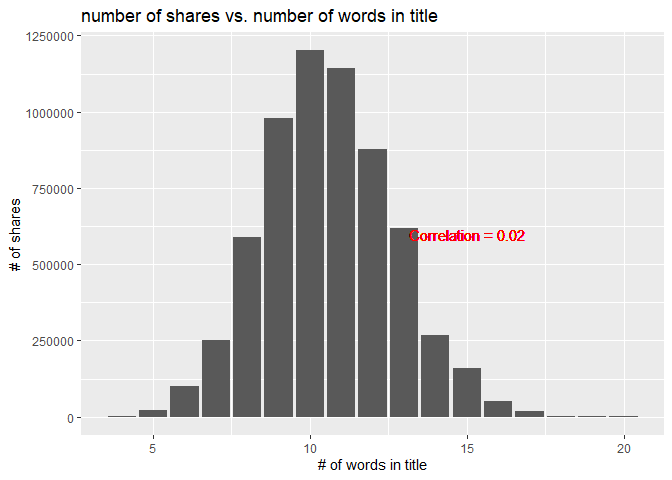 number of shares vs. number of words in title
1250000
1000000
750000
500000
250000
0
# of shares
Correlation = 0.02
5 10 15 20
# of words in title